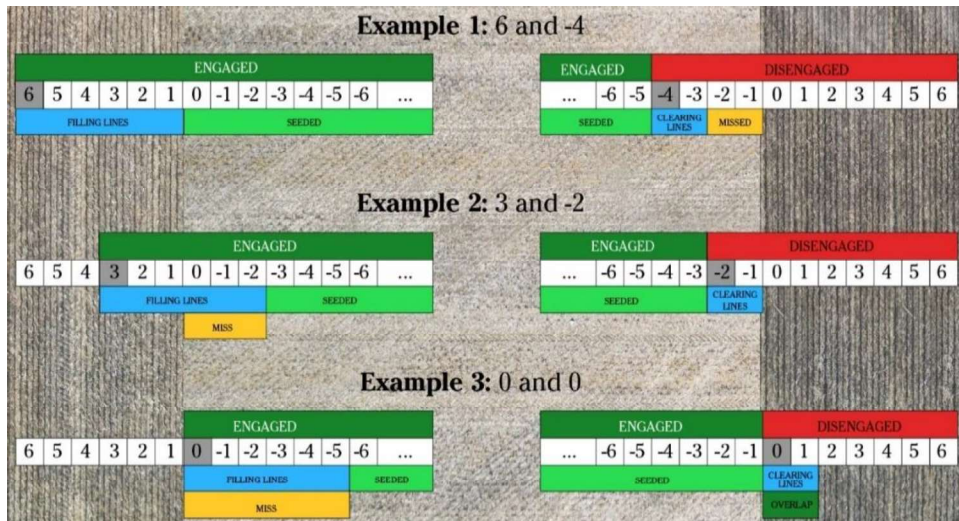 Example 1: 6 and -4
ENGAGED ENGAGED DISENGAGED
6 5 4 3 2 1 0 -1 -2 -3 -4 -5 -6 ... ... -6 -5 -4 -3 -2 -1 0 1 2 3 4 5 6
FILLING LINES SEEDED SEEDED CLEARING LINES MISSED
Example 2: 3 and -2
ENGAGED ENGAGED DISENGAGED
6 5 4 3 2 1 0 -1 -2 -3 -4 -5 -6 ... ... -6 -5 -4 -3 -2 -1 0 1 2 3 4 5 6
FILLING LINES SEEDED SEEDED CLEARING LINES
MISS
Example 3: 0 and 0
ENGAGED ENGAGED DISENGAGED
6 5 4 3 2 1 0 -1 -2 -3 -4 -5 -6 ... ... -6 -5 -4 -3 -2 -1 0 1 2 3 4 5 6
FILLING LINES SEEDED SEEDED CLEARING LINES
MISS OVERLAP